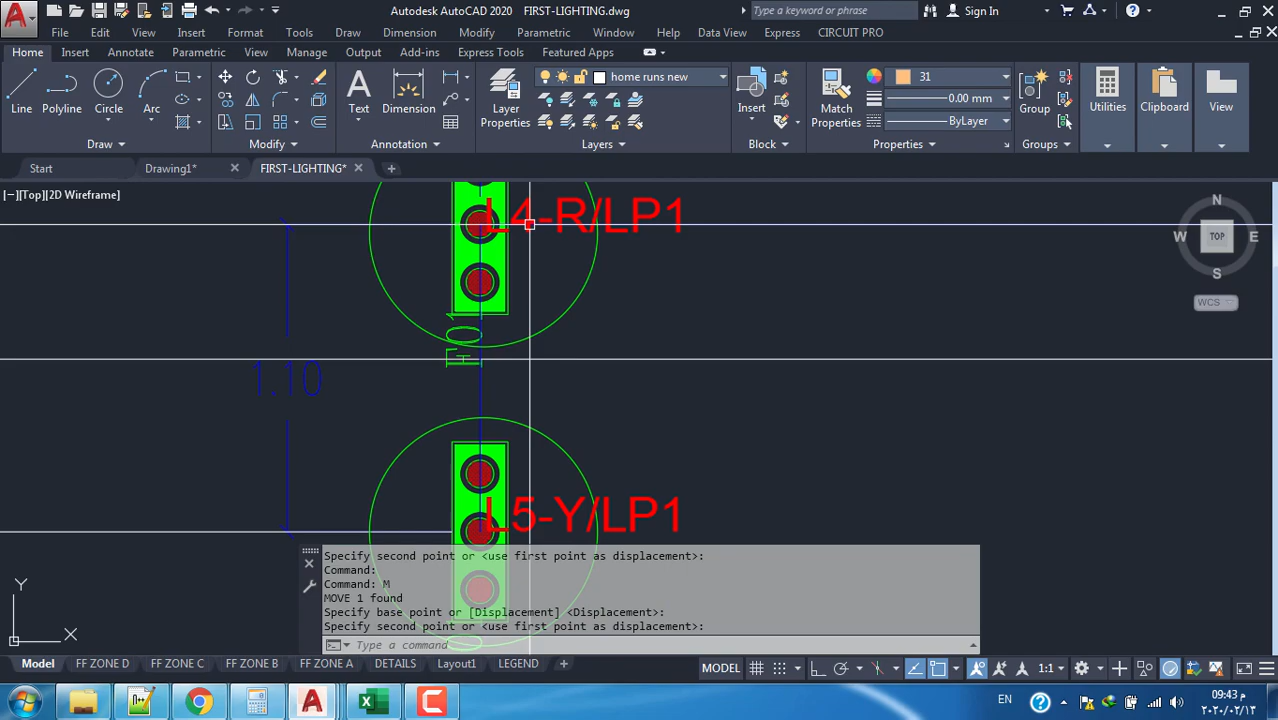 Autodesk AutoCAD 2020 FIRST-LIGHTING.dwg
Type a keyword or phrase
Sign In
File Edit View Insert Format Tools Draw Dimension Modify Parametric Window Help Data View Express CIRCUIT PRO
Home Insert Annotate Parametric View Manage Output Add-ins Express Tools Featured Apps
Line Polyline Circle Arc
Text Dimension
Layer Properties
home runs new
Insert
Match Properties
31
0.00 mm
ByLayer
Group
Utilities
Clipboard
View
Draw Modify Annotation Layers Block Properties Groups
Start Drawing1* FIRST-LIGHTING*
[−][Top][2D Wireframe]
N
W TOP E
S
WCS
L4-R/LP1
1.10
L5-Y/LP1
Specify second point or <use first point as displacement>:
Command:
Command: M
MOVE 1 found
Specify base point or [Displacement] <Displacement>:
Specify second point or <use first point as displacement>:
Type a command
Y
X
Model FF ZONE D FF ZONE C FF ZONE B FF ZONE A DETAILS Layout1 LEGEND
MODEL
1:1
EN
م 09:43
٢٠٢٠/٠٢/١٣